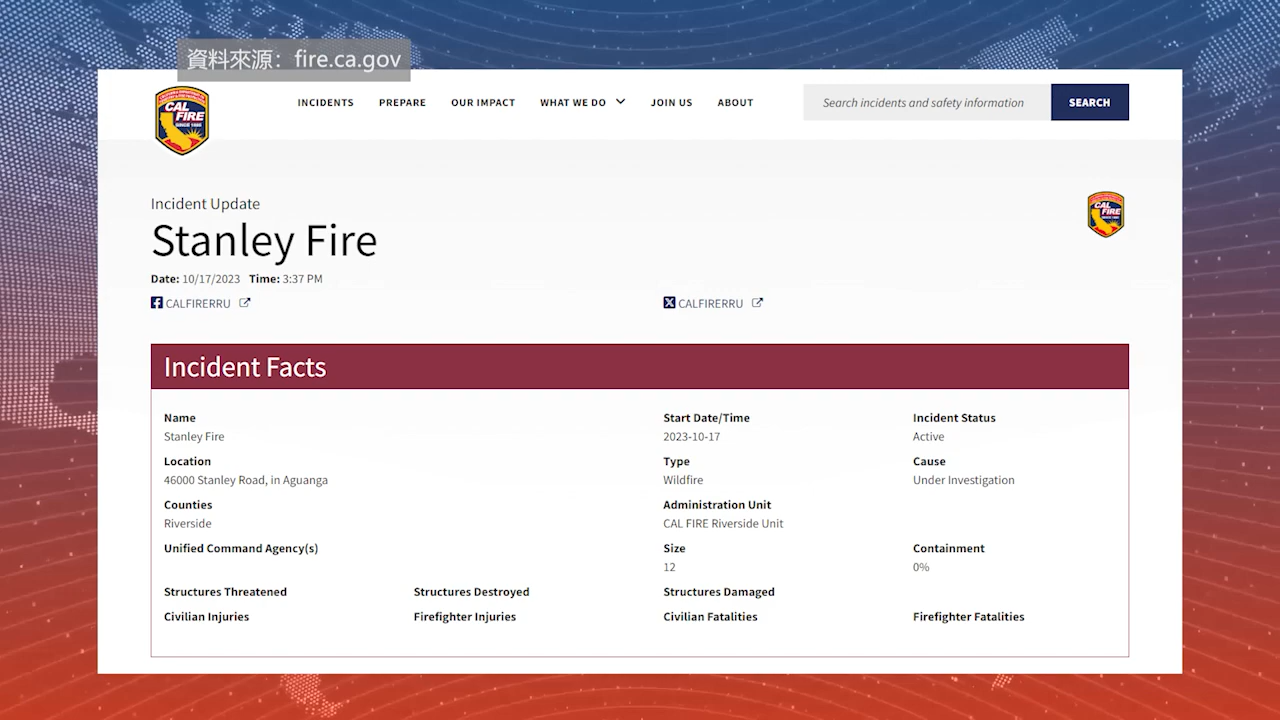 資料來源：fire.ca.gov
CAL FIRE
SINCE 1885
INCIDENTS PREPARE OUR IMPACT WHAT WE DO JOIN US ABOUT
Search incidents and safety information SEARCH
Incident Update
CAL FIRE
Stanley Fire
Date: 10/17/2023 Time: 3:37 PM
CALFIRERRU CALFIRERRU
Incident Facts
Name Start Date/Time Incident Status
Stanley Fire 2023-10-17 Active
Location Type Cause
46000 Stanley Road, in Aguanga Wildfire Under Investigation
Counties Administration Unit
Riverside CAL FIRE Riverside Unit
Unified Command Agency(s) Size Containment
12 0%
Structures Threatened Structures Destroyed Structures Damaged
Civilian Injuries Firefighter Injuries Civilian Fatalities Firefighter Fatalities